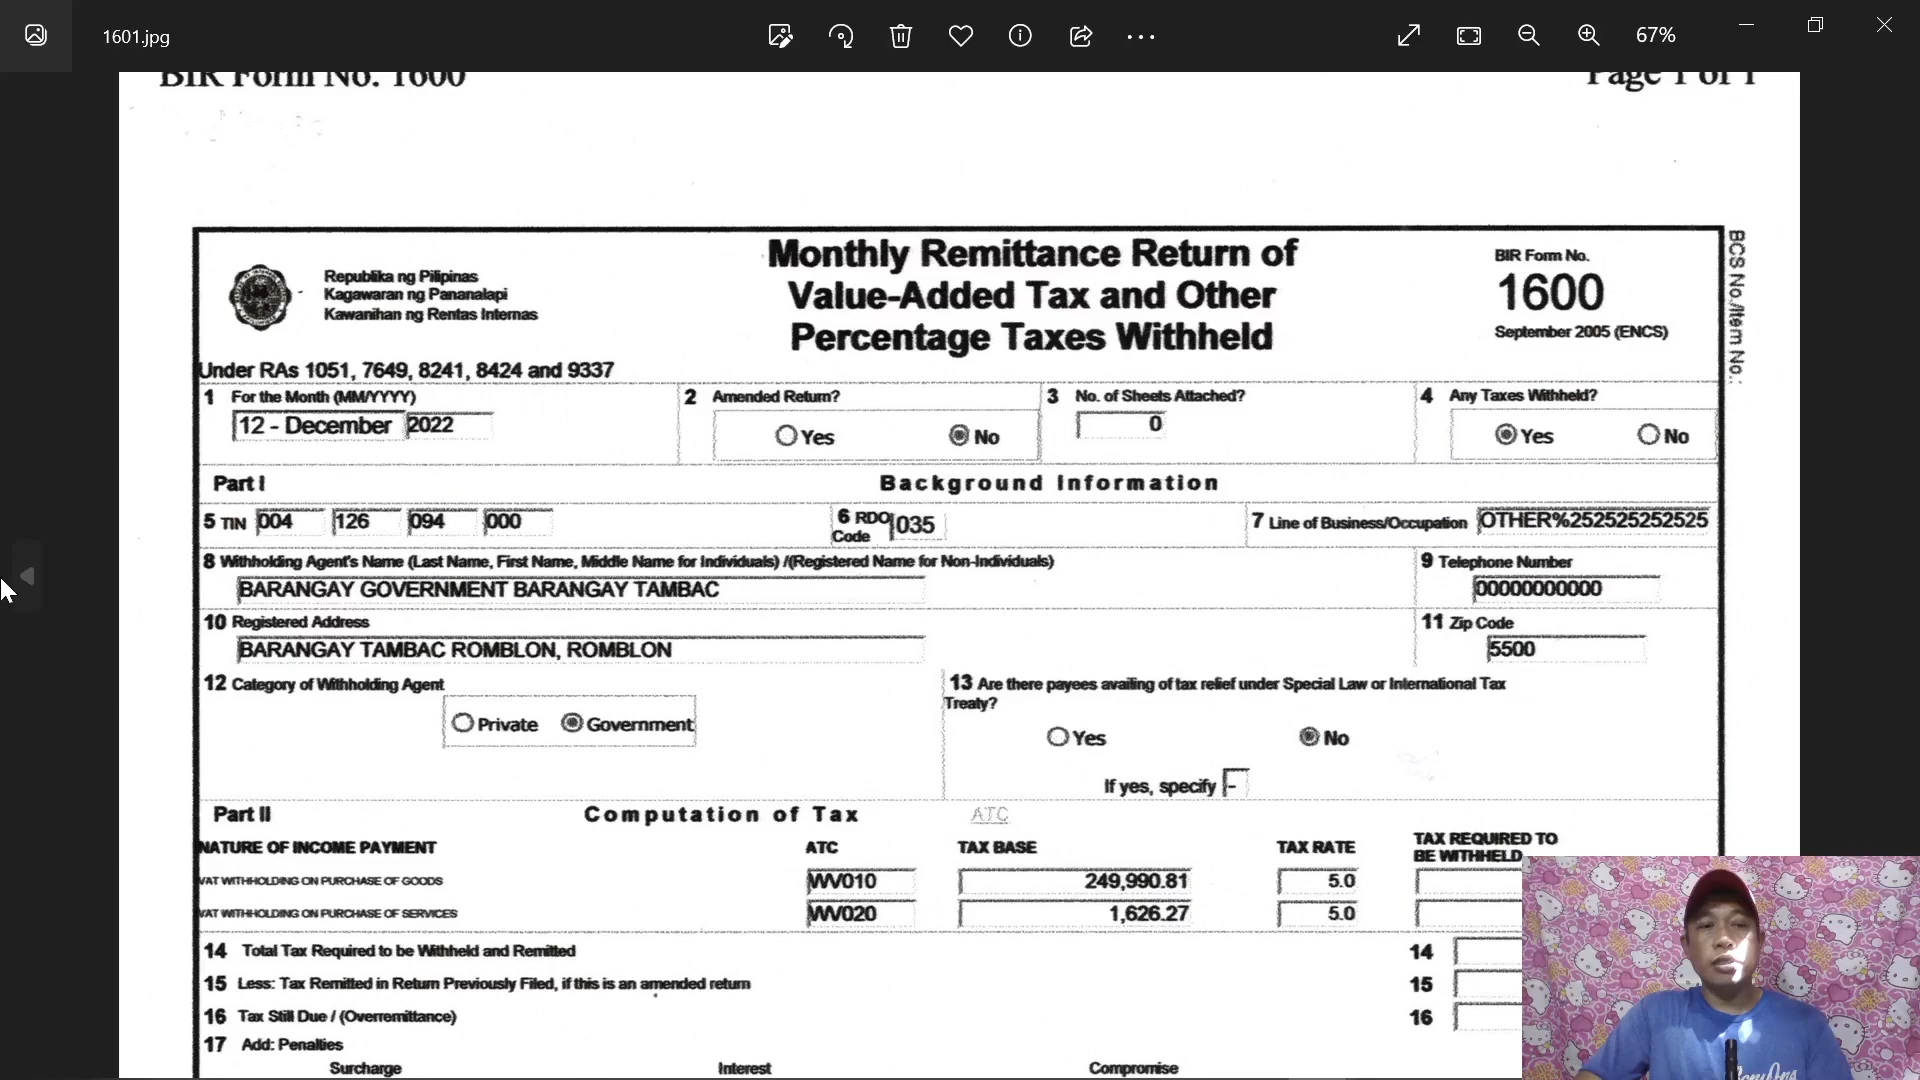 1601.jpg
67%
BIR Form No. 1600
Page 1 of 1
Republika ng Pilipinas
Kagawaran ng Pananalapi
Kawanihan ng Rentas Internas
Monthly Remittance Return of
Value-Added Tax and Other
Percentage Taxes Withheld
BIR Form No.
1600
September 2005 (ENCS)
BCS No./Item No.:
Under RAs 1051, 7649, 8241, 8424 and 9337
1 For the Month (MM/YYYY)
12 - December 2022
2 Amended Return?
Yes No
3 No. of Sheets Attached?
0
4 Any Taxes Withheld?
Yes No
Part I Background Information
5 TIN 004 126 094 000
6 RDO Code 035
7 Line of Business/Occupation OTHER%252525252525
8 Withholding Agent's Name (Last Name, First Name, Middle Name for Individuals) /(Registered Name for Non-Individuals)
BARANGAY GOVERNMENT BARANGAY TAMBAC
9 Telephone Number
00000000000
10 Registered Address
BARANGAY TAMBAC ROMBLON, ROMBLON
11 Zip Code
5500
12 Category of Withholding Agent
Private Government
13 Are there payees availing of tax relief under Special Law or International Tax
Treaty?
Yes No
If yes, specify -
Part II Computation of Tax ATC
NATURE OF INCOME PAYMENT ATC TAX BASE TAX RATE TAX REQUIRED TO
BE WITHHELD
VAT WITHHOLDING ON PURCHASE OF GOODS WV010 249,990.81 5.0
VAT WITHHOLDING ON PURCHASE OF SERVICES WV020 1,626.27 5.0
14 Total Tax Required to be Withheld and Remitted 14
15 Less: Tax Remitted in Return Previously Filed, if this is an amended return 15
16 Tax Still Due / (Overremittance) 16
17 Add: Penalties
Surcharge Interest Compromise